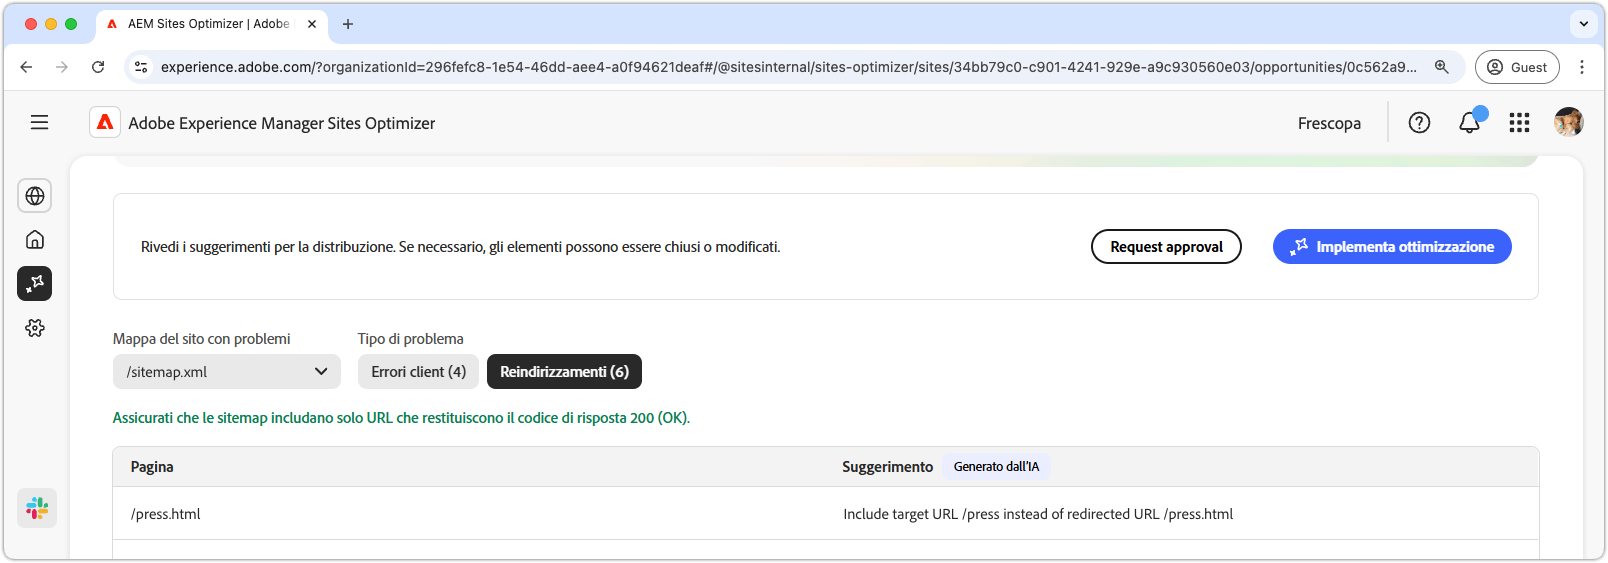 AEM Sites Optimizer | Adobe
experience.adobe.com/?organizationId=296fefc8-1e54-46dd-aee4-a0f94621deaf#/@sitesinternal/sites-optimizer/sites/34bb79c0-c901-4241-929e-a9c930560e03/opportunities/0c562a9...
Guest
Adobe Experience Manager Sites Optimizer
Frescopa
Rivedi i suggerimenti per la distribuzione. Se necessario, gli elementi possono essere chiusi o modificati.
Request approval
Implementa ottimizzazione
Mappa del sito con problemi
Tipo di problema
/sitemap.xml
Errori client (4)
Reindirizzamenti (6)
Assicurati che le sitemap includano solo URL che restituiscono il codice di risposta 200 (OK).
Pagina
Suggerimento
Generato dall'IA
/press.html
Include target URL /press instead of redirected URL /press.html